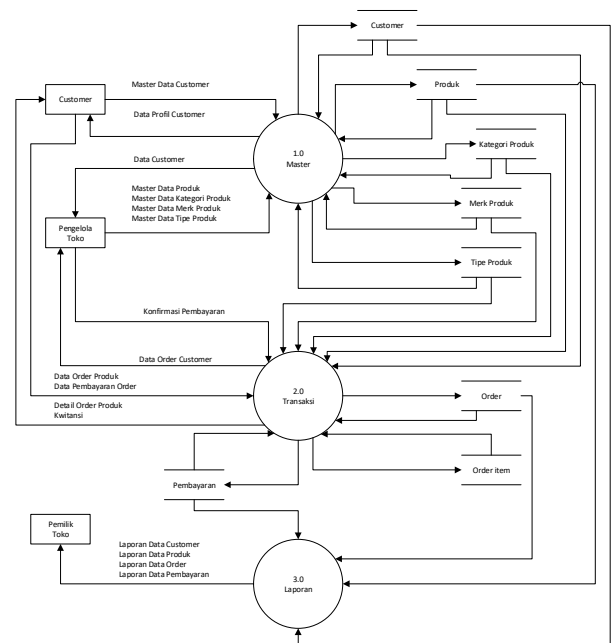 Customer
Customer
Master Data Customer
Data Profil Customer
Produk
1.0
Master
Kategori Produk
Data Customer
Master Data Produk
Master Data Kategori Produk
Master Data Merk Produk
Master Data Tipe Produk
Merk Produk
Pengelola
Toko
Tipe Produk
Konfirmasi Pembayaran
Data Order Customer
Data Order Produk
Data Pembayaran Order
2.0
Transaksi
Order
Detail Order Produk
Kwitansi
Order item
Pembayaran
Pemilik
Toko
Laporan Data Customer
Laporan Data Produk
Laporan Data Order
Laporan Data Pembayaran
3.0
Laporan